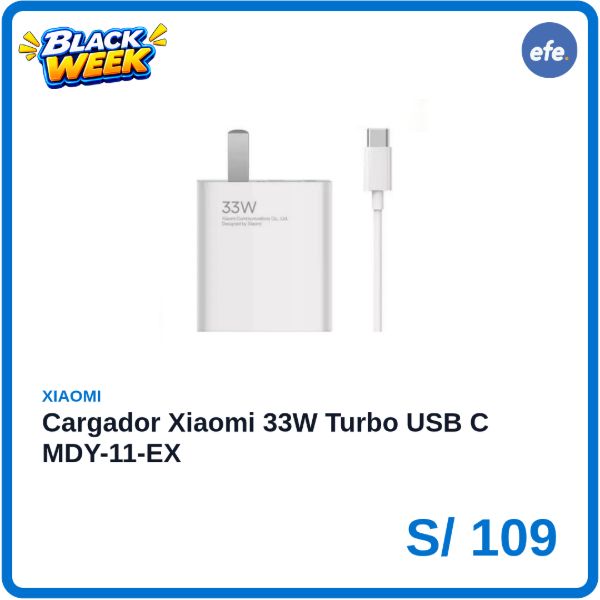 BLACK
WEEK
efe.
33W
Xiaomi Communications Co., Ltd.
Designed by Xiaomi
XIAOMI
Cargador Xiaomi 33W Turbo USB C
MDY-11-EX
S/ 109